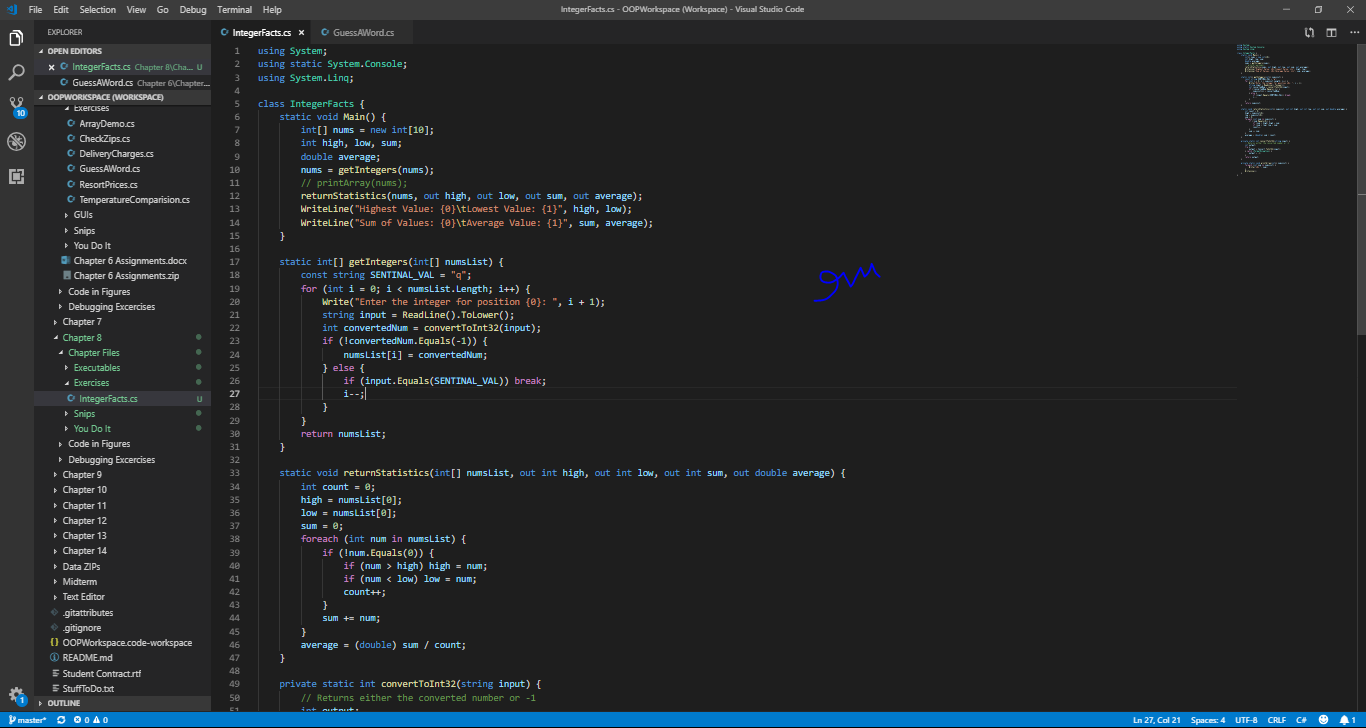 File Edit Selection View Go Debug Terminal Help
IntegerFacts.cs - OOPWorkspace (Workspace) - Visual Studio Code
EXPLORER
OPEN EDITORS
IntegerFacts.cs Chapter 8\Cha... U
GuessAWord.cs Chapter 6\Chapter...
OOPWORKSPACE (WORKSPACE)
Exercises
ArrayDemo.cs
CheckZips.cs
DeliveryCharges.cs
GuessAWord.cs
ResortPrices.cs
TemperatureComparision.cs
GUIs
Snips
You Do It
Chapter 6 Assignments.docx
Chapter 6 Assignments.zip
Code in Figures
Debugging Exercises
Chapter 7
Chapter 8
Chapter Files
Executables
Exercises
IntegerFacts.cs U
Snips
You Do It
Code in Figures
Debugging Excercises
Chapter 9
Chapter 10
Chapter 11
Chapter 12
Chapter 13
Chapter 14
Data ZIPs
Midterm
Text Editor
.gitattributes
.gitignore
OOPWorkspace.code-workspace
README.md
Student Contract.rtf
StuffToDo.txt
OUTLINE
10
1
IntegerFacts.cs GuessAWord.cs
1 using System;
2 using static System.Console;
3 using System.Linq;
4
5 class IntegerFacts {
6 static void Main() {
7 int[] nums = new int[10];
8 int high, low, sum;
9 double average;
10 nums = getIntegers(nums);
11 // printArray(nums);
12 returnStatistics(nums, out high, out low, out sum, out average);
13 WriteLine("Highest Value: {0}\tLowest Value: {1}", high, low);
14 WriteLine("Sum of Values: {0}\tAverage Value: {1}", sum, average);
15 }
16
17 static int[] getIntegers(int[] numsList) {
18 const string SENTINAL_VAL = "q";
19 for (int i = 0; i < numsList.Length; i++) {
20 Write("Enter the integer for position {0}: ", i + 1);
21 string input = ReadLine().ToLower();
22 int convertedNum = convertToInt32(input);
23 if (!convertedNum.Equals(-1)) {
24 numsList[i] = convertedNum;
25 } else {
26 if (input.Equals(SENTINAL_VAL)) break;
27 i--;
28 }
29 }
30 return numsList;
31 }
32
33 static void returnStatistics(int[] numsList, out int high, out int low, out int sum, out double average) {
34 int count = 0;
35 high = numsList[0];
36 low = numsList[0];
37 sum = 0;
38 foreach (int num in numsList) {
39 if (!num.Equals(0)) {
40 if (num > high) high = num;
41 if (num < low) low = num;
42 count++;
43 }
44 sum += num;
45 }
46 average = (double) sum / count;
47 }
48
49 private static int convertToInt32(string input) {
50 // Returns either the converted number or -1
51 int output;
master* 0 0 Ln 27, Col 21 Spaces: 4 UTF-8 CRLF C# 1